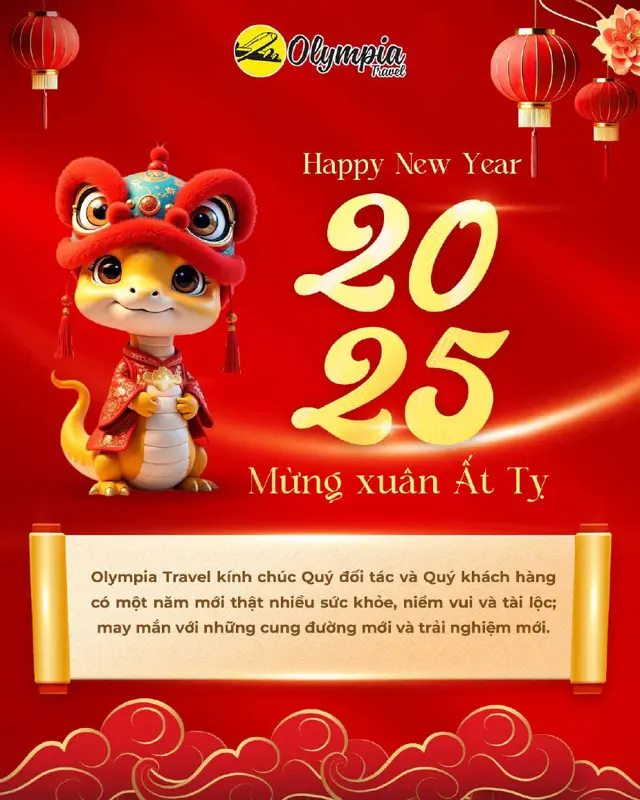 Olympia
Travel
Happy New Year
20
25
Mừng xuân Ất Tỵ
Olympia Travel kính chúc Quý đối tác và Quý khách hàng
có một năm mới thật nhiều sức khỏe, niềm vui và tài lộc;
may mắn với những cung đường mới và trải nghiệm mới.